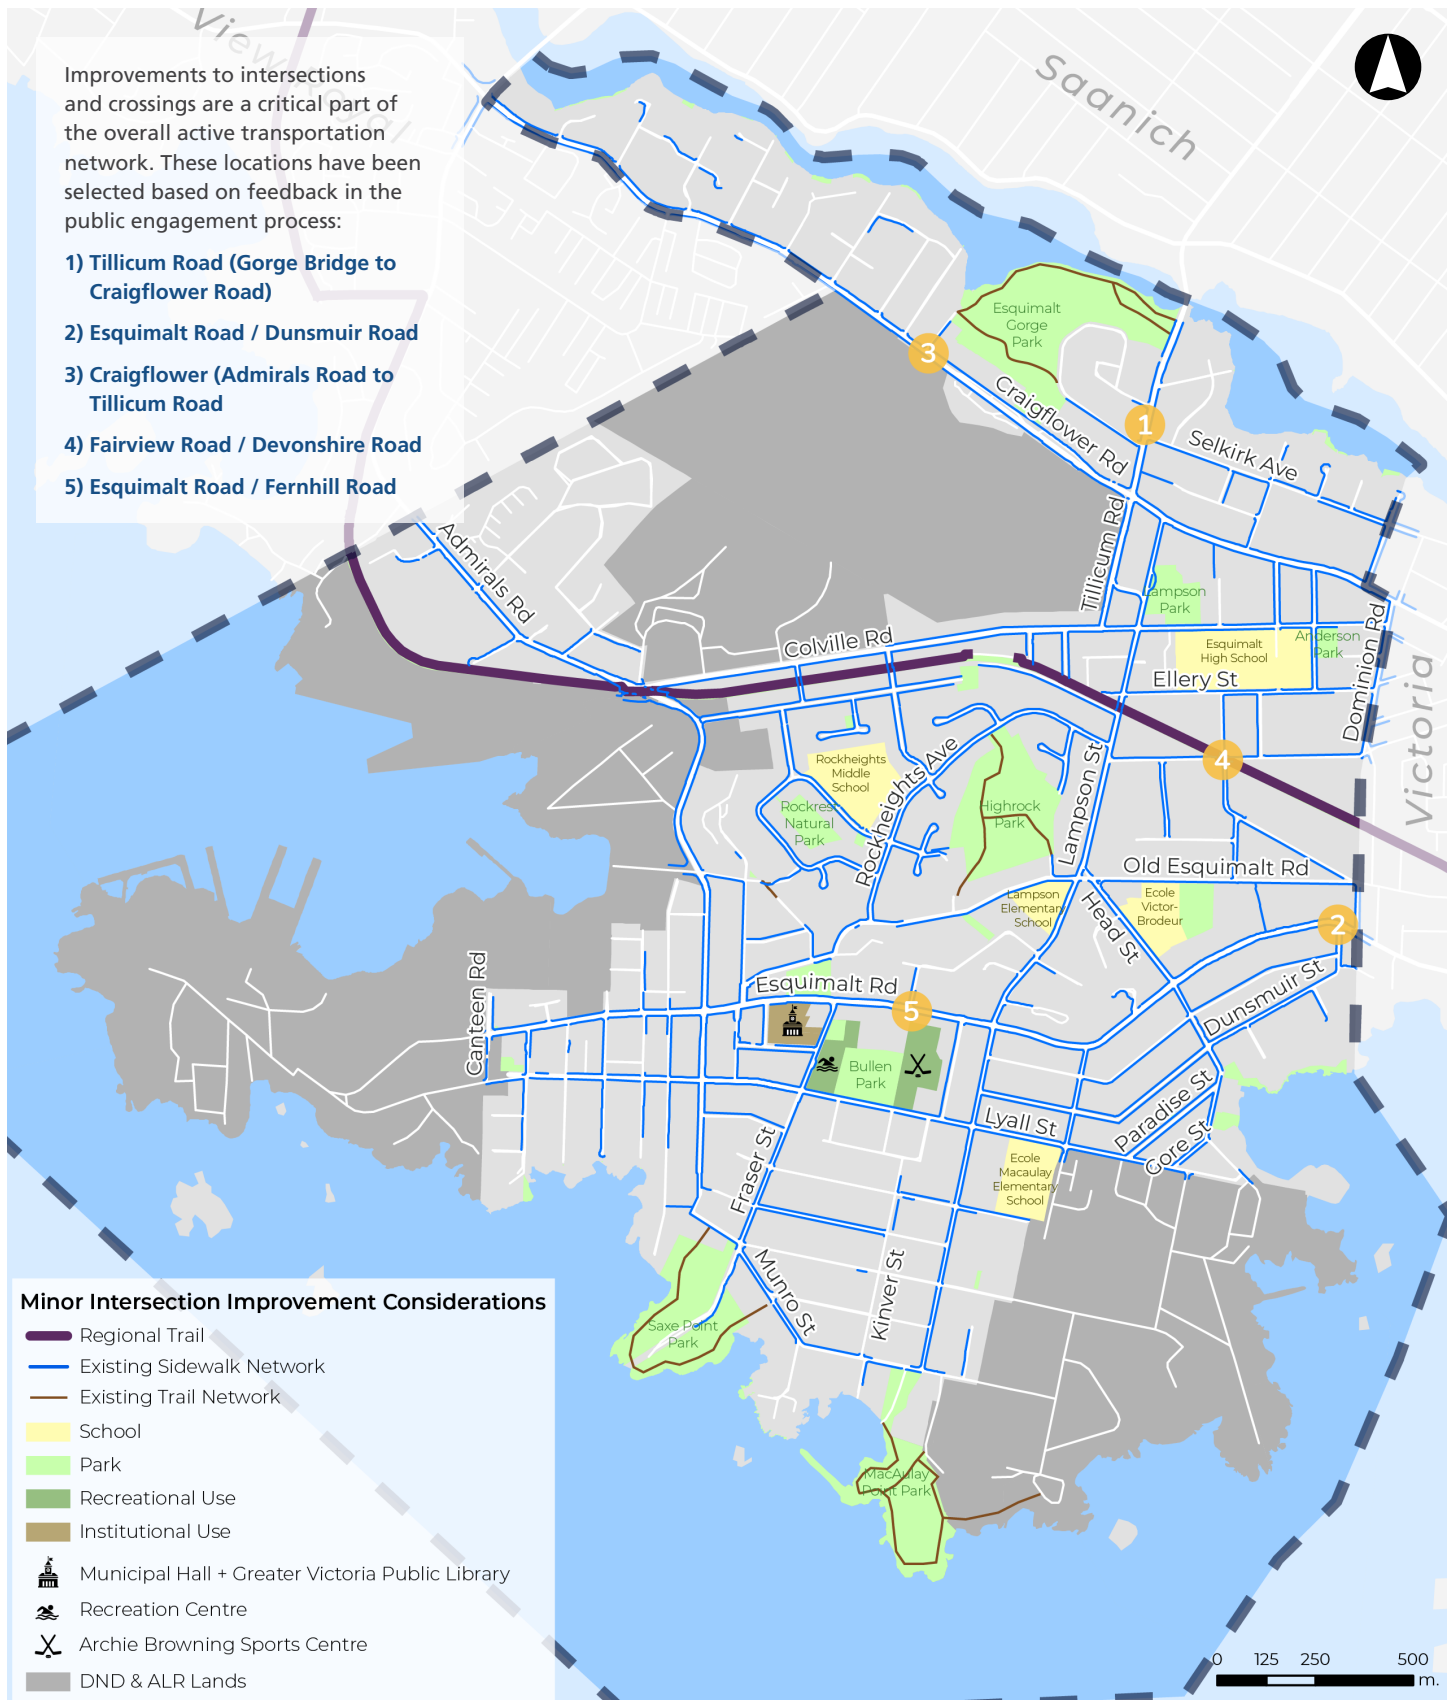 View Royal
Saanich
Improvements to intersections
and crossings are a critical part of
the overall active transportation
network. These locations have been
selected based on feedback in the
public engagement process:
1) Tillicum Road (Gorge Bridge to
Craigflower Road)
2) Esquimalt Road / Dunsmuir Road
3) Craigflower (Admirals Road to
Tillicum Road
4) Fairview Road / Devonshire Road
5) Esquimalt Road / Fernhill Road
Esquimalt
Gorge
Park
3
1
Craigflower Rd
Selkirk Ave
Admirals Rd
Tillicum Rd
Lampson
Park
Colville Rd
Esquimalt
High School
Anderson
Park
Ellery St
Dominion Rd
Victoria
4
Rockheights
Middle
School
Rockrest
Natural
Park
Rockheights Ave
Highrock
Park
Lampson St
Old Esquimalt Rd
Lampson
Elementary
School
Head St
Ecole
Victor-
Brodeur
2
Canteen Rd
Esquimalt Rd
5
Dunsmuir St
Bullen
Park
Paradise St
Gore St
Lyall St
Fraser St
Ecole
Macaulay
Elementary
School
Munro St
Kinver St
Saxe Point
Park
MacAulay
Point Park
Minor Intersection Improvement Considerations
Regional Trail
Existing Sidewalk Network
Existing Trail Network
School
Park
Recreational Use
Institutional Use
Municipal Hall + Greater Victoria Public Library
Recreation Centre
Archie Browning Sports Centre
DND & ALR Lands
0 125 250 500
m.